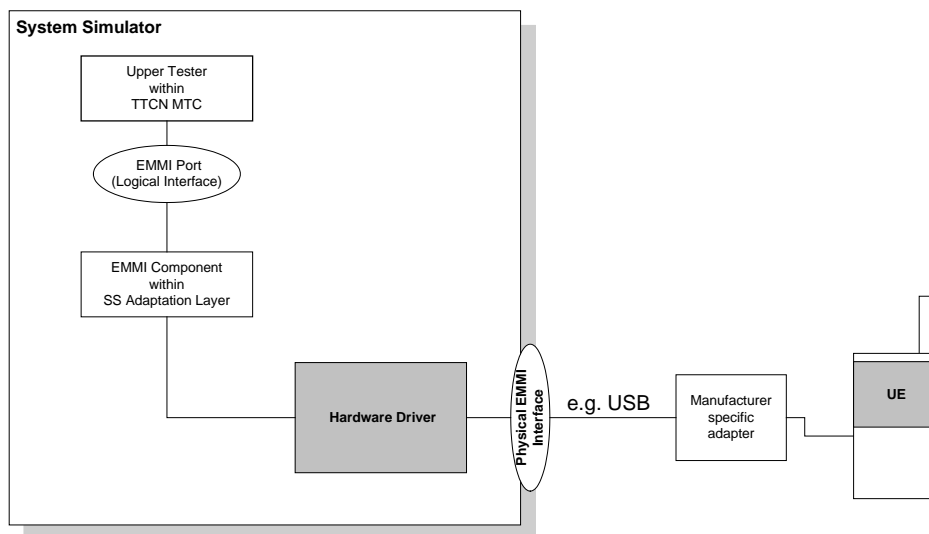 System Simulator
Upper Tester
within
TTCN MTC
EMMI Port
(Logical Interface)
EMMI Component
within
SS Adaptation Layer
Hardware Driver
Physical EMMI
Interface
e.g. USB
Manufacturer
specific
adapter
UE